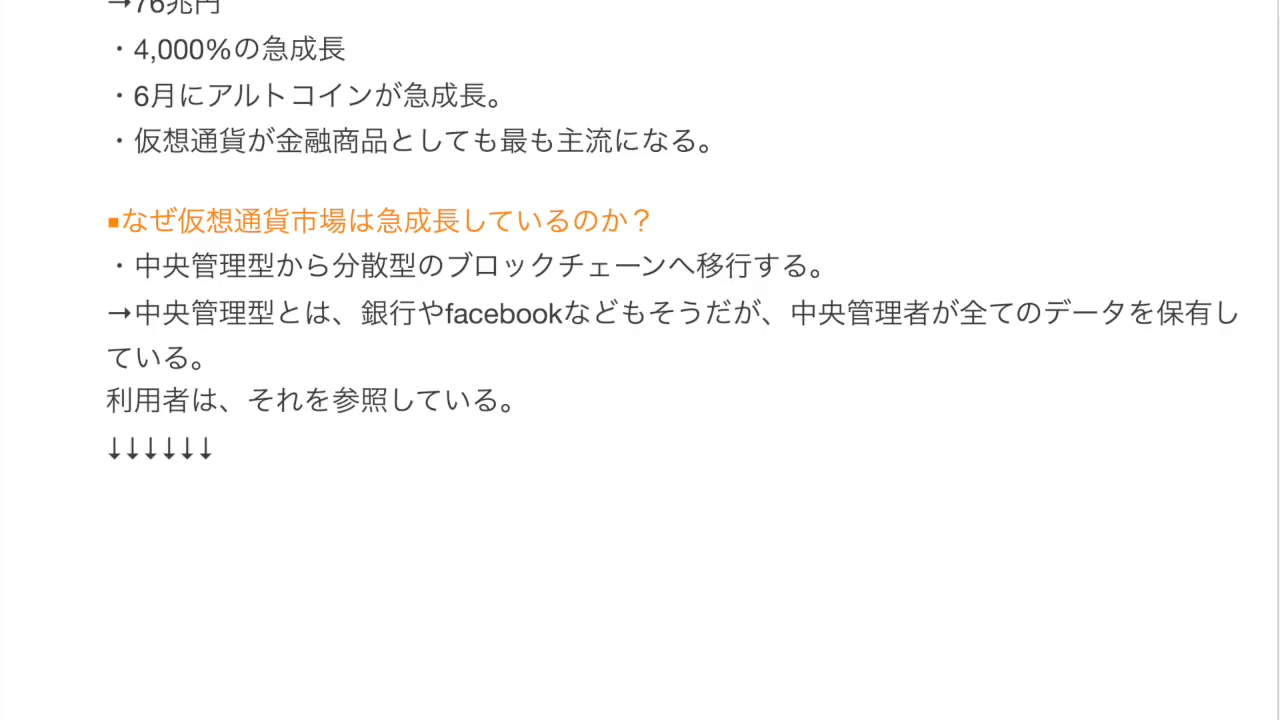 →76兆円
・4,000%の急成長
・6月にアルトコインが急成長。
・仮想通貨が金融商品としても最も主流になる。
▪なぜ仮想通貨市場は急成長しているのか？
・中央管理型から分散型のブロックチェーンへ移行する。
→中央管理型とは、銀行やfacebookなどもそうだが、中央管理者が全てのデータを保有し
ている。
利用者は、それを参照している。
↓↓↓↓↓↓